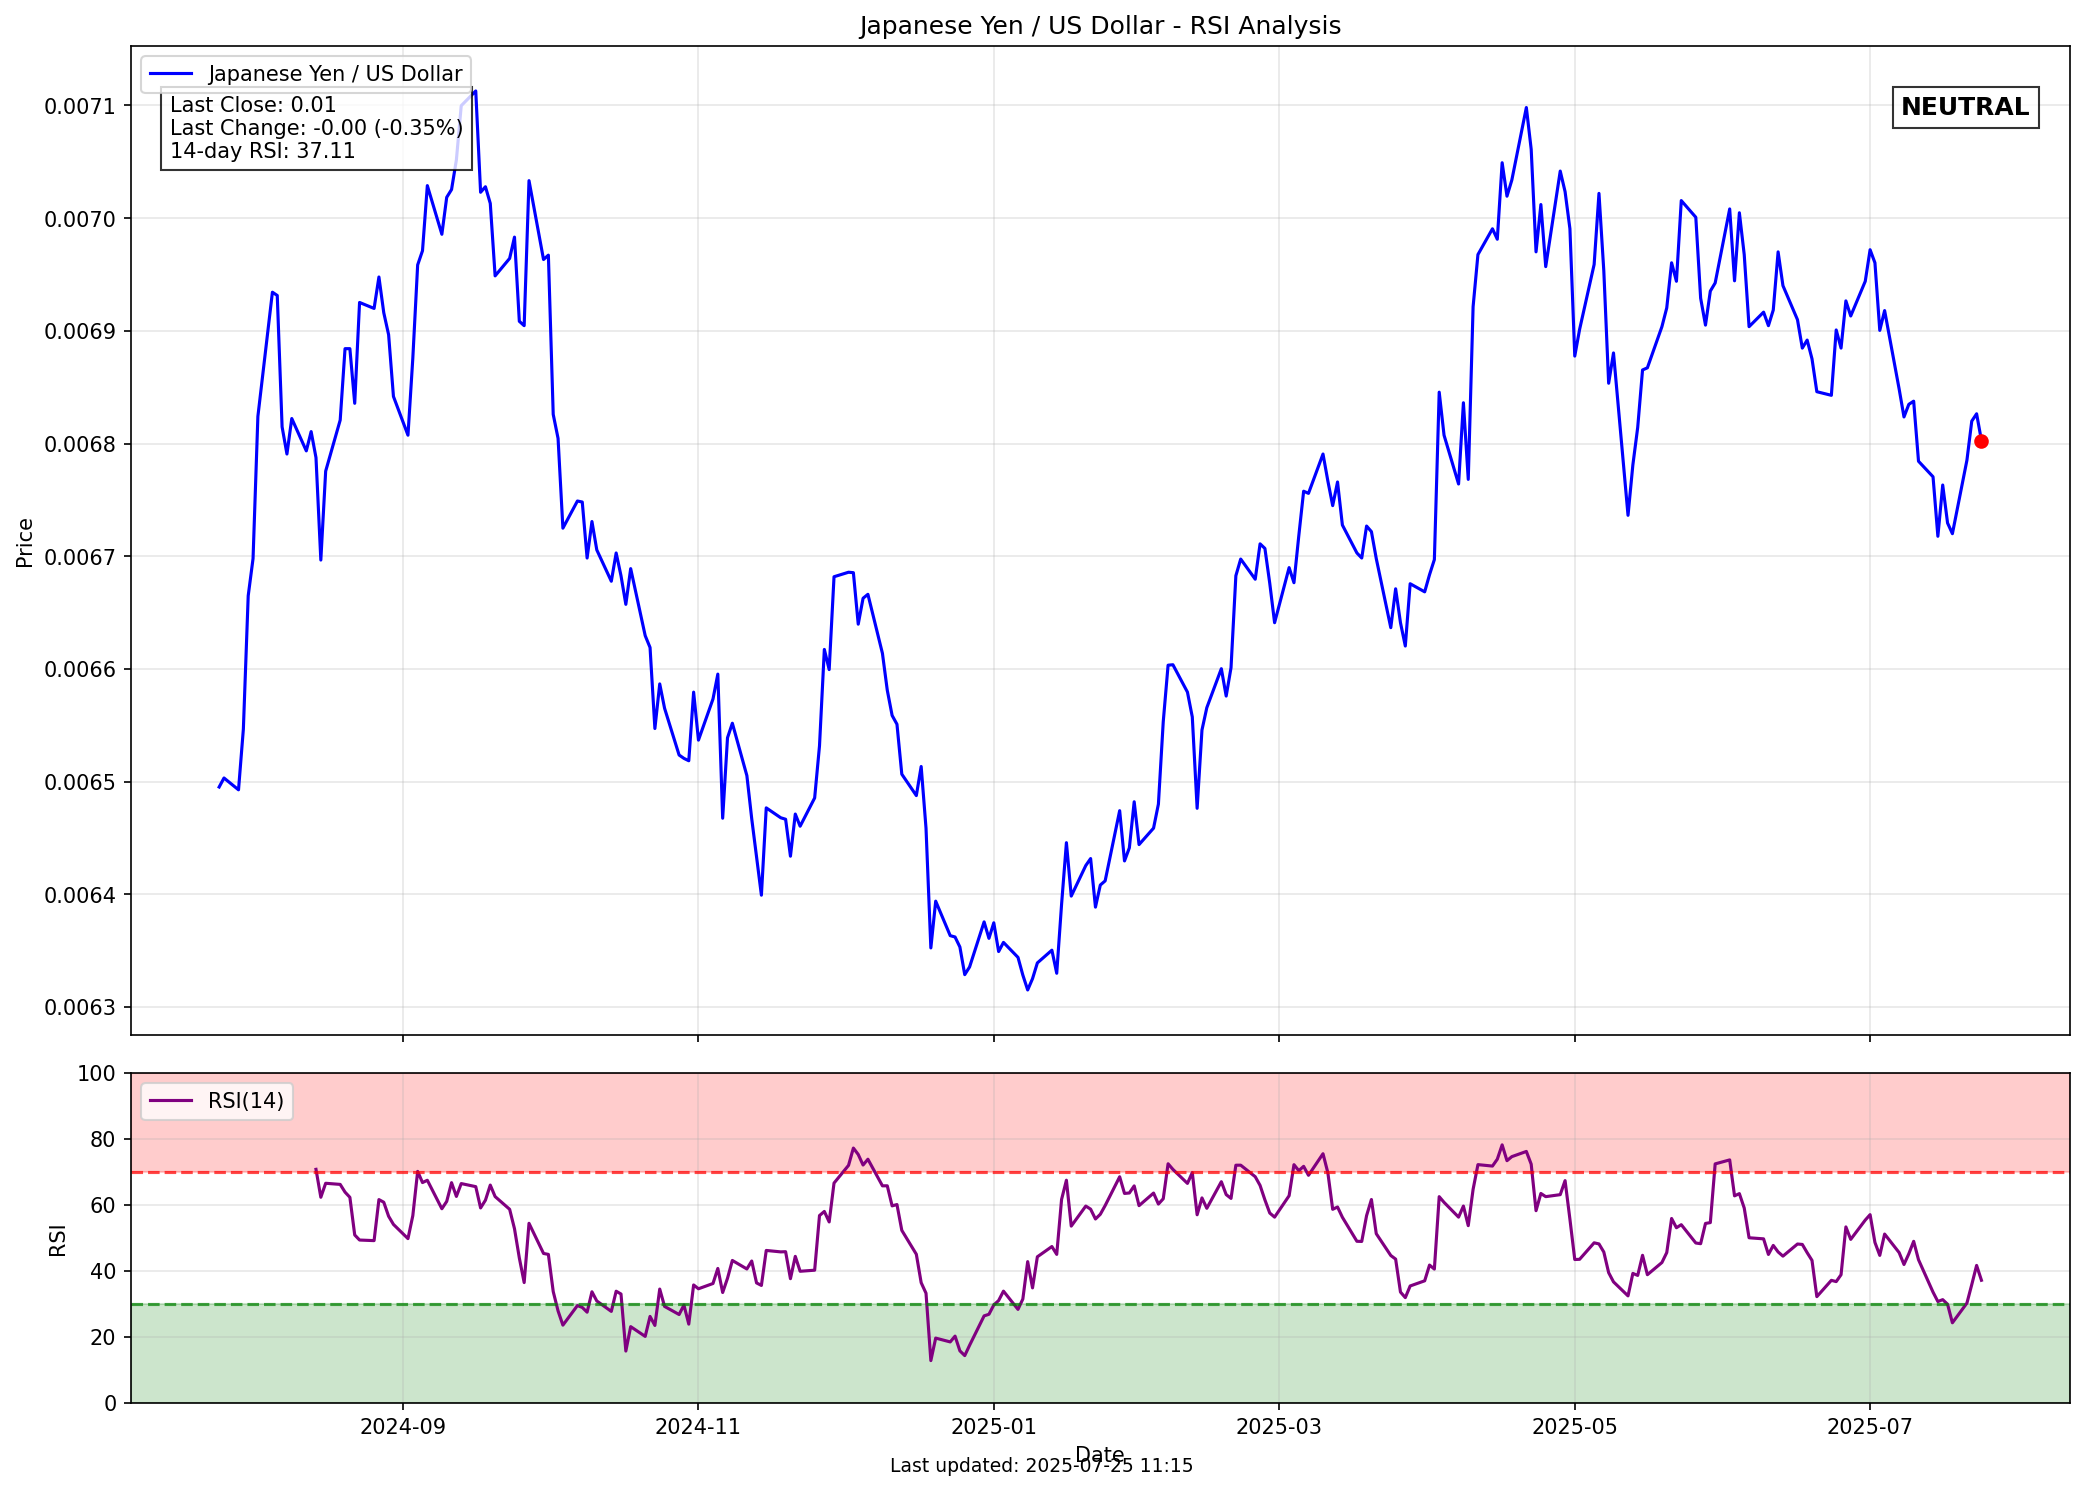 Japanese Yen / US Dollar - RSI Analysis
Japanese Yen / US Dollar
Last Close: 0.01
Last Change: -0.00 (-0.35%)
14-day RSI: 37.11
NEUTRAL
Price
0.0071
0.0070
0.0069
0.0068
0.0067
0.0066
0.0065
0.0064
0.0063
RSI(14)
RSI
100
80
60
40
20
0
2024-09
2024-11
2025-01
2025-03
2025-05
2025-07
Date
Last updated: 2025-07-25 11:15